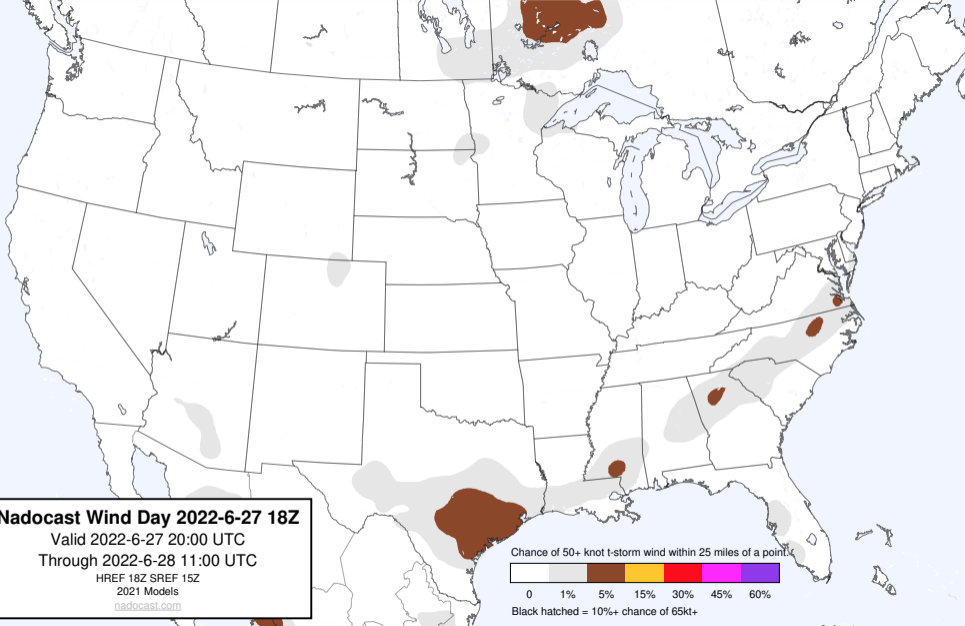 Nadocast Wind Day 2022-6-27 18Z
Valid 2022-6-27 20:00 UTC
Through 2022-6-28 11:00 UTC
HREF 18Z SREF 15Z
2021 Models
nadocast.com
Chance of 50+ knot t-storm wind within 25 miles of a point.
0 1% 5% 15% 30% 45% 60%
Black hatched = 10%+ chance of 65kt+